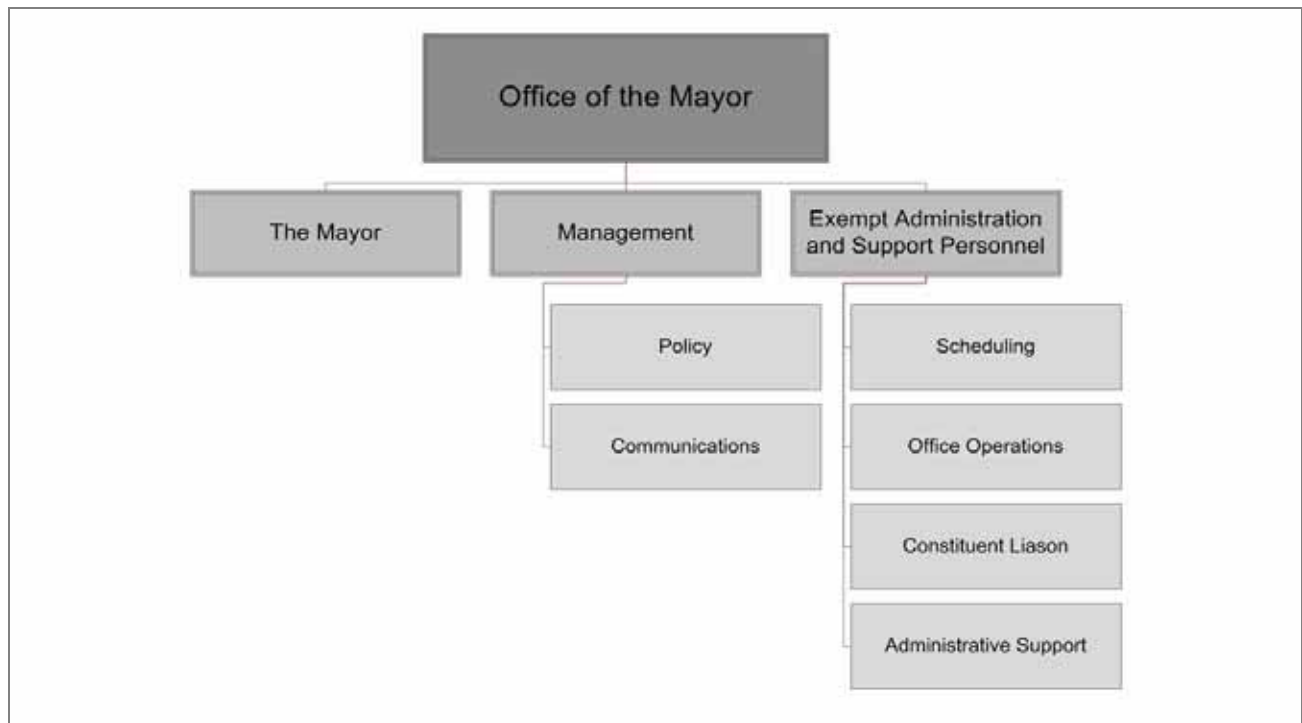 Office of the Mayor
The Mayor
Management
Exempt Administration
and Support Personnel
Policy
Communications
Scheduling
Office Operations
Constituent Liason
Administrative Support